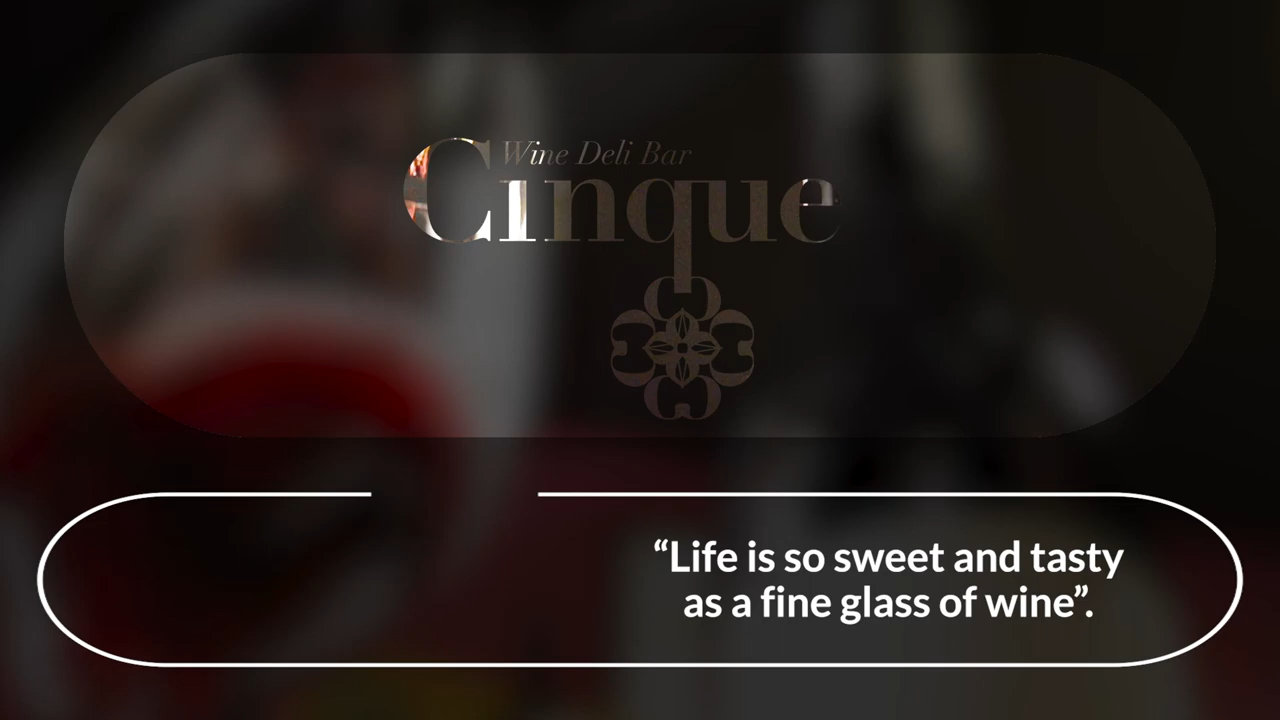 Wine Deli Bar
Cinque
“Life is so sweet and tasty
as a fine glass of wine”.